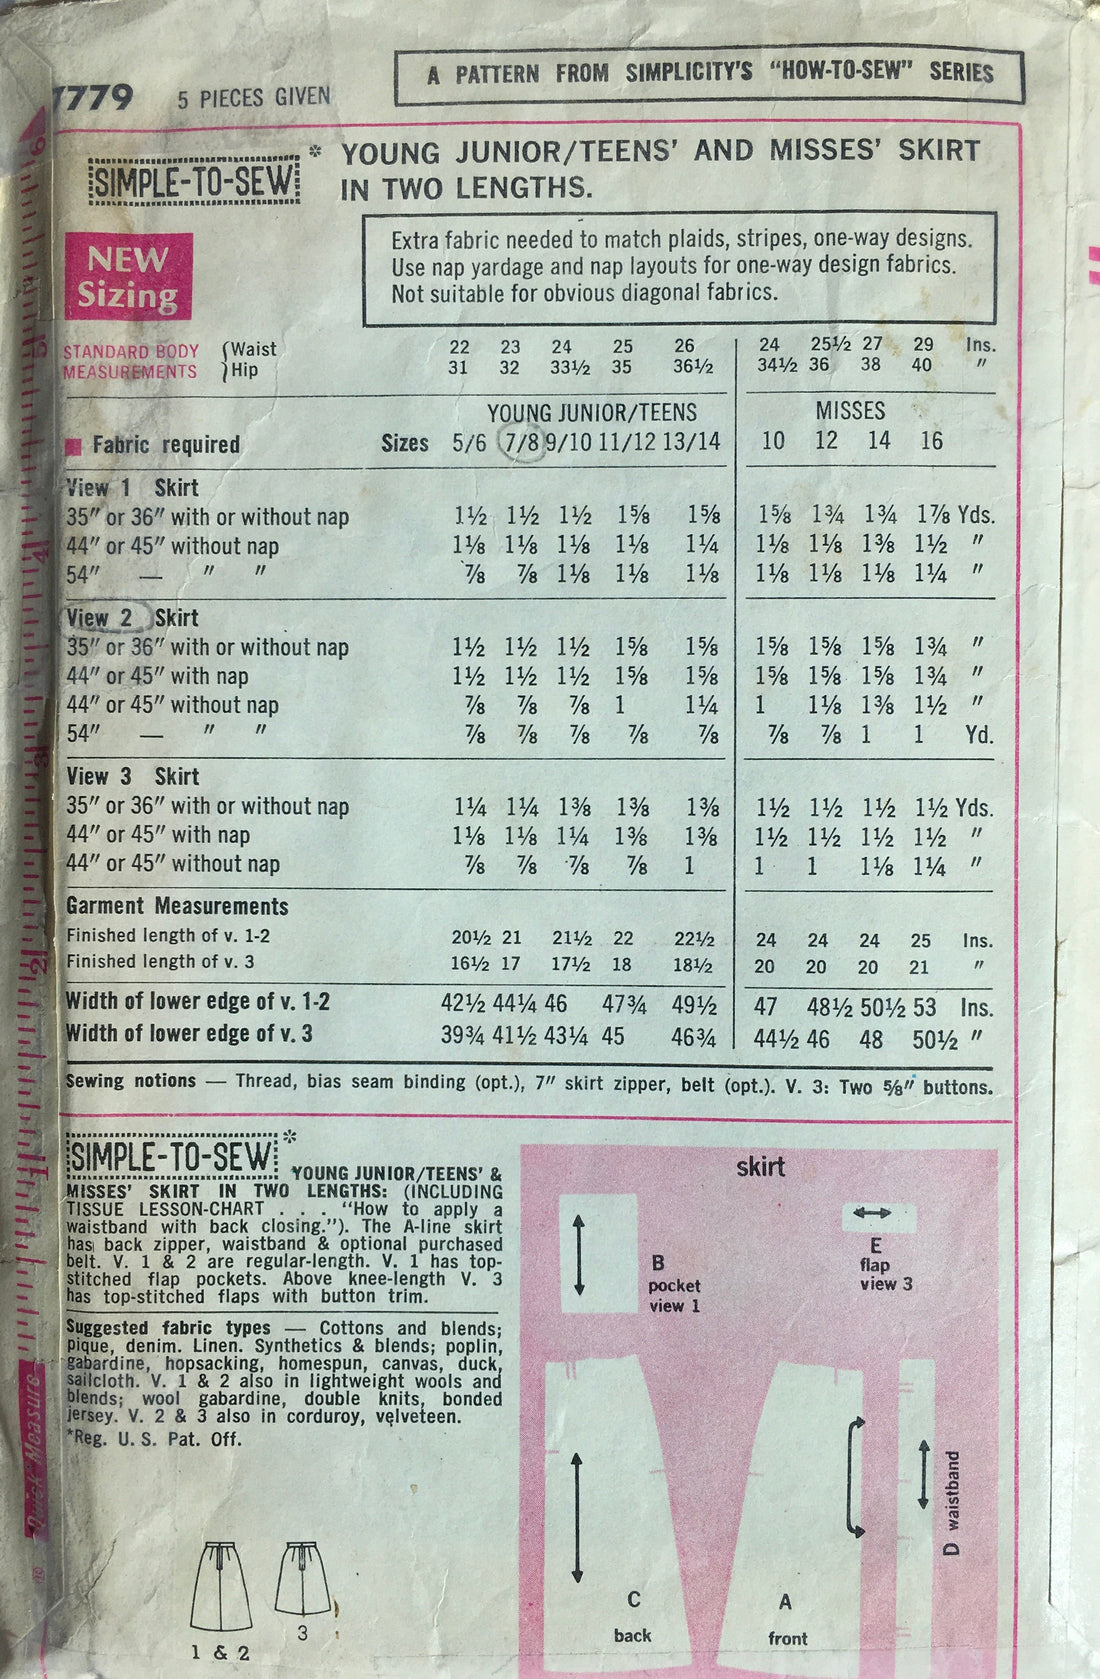 7779 5 PIECES GIVEN
A PATTERN FROM SIMPLICITY'S "HOW-TO-SEW" SERIES
SIMPLE-TO-SEW* YOUNG JUNIOR/TEENS' AND MISSES' SKIRT
IN TWO LENGTHS.
NEW
Sizing
Extra fabric needed to match plaids, stripes, one-way designs.
Use nap yardage and nap layouts for one-way design fabrics.
Not suitable for obvious diagonal fabrics.
STANDARD BODY { Waist 22 23 24 25 26 24 25½ 27 29 Ins.
MEASUREMENTS } Hip 31 32 33½ 35 36½ 34½ 36 38 40 "
YOUNG JUNIOR/TEENS MISSES
Fabric required Sizes 5/6 7/8 9/10 11/12 13/14 10 12 14 16
View 1 Skirt
35" or 36" with or without nap 1½ 1½ 1½ 1⅝ 1⅝ 1⅝ 1¾ 1¾ 1⅞ Yds.
44" or 45" without nap 1⅛ 1⅛ 1⅛ 1⅛ 1¼ 1⅛ 1⅛ 1⅜ 1½ "
54" — " " ⅞ ⅞ 1⅛ 1⅛ 1⅛ 1⅛ 1⅛ 1⅛ 1¼ "
View 2 Skirt
35" or 36" with or without nap 1½ 1½ 1½ 1⅝ 1⅝ 1⅝ 1⅝ 1⅝ 1¾ "
44" or 45" with nap 1½ 1½ 1½ 1⅝ 1⅝ 1⅝ 1⅝ 1⅝ 1¾ "
44" or 45" without nap ⅞ ⅞ ⅞ 1 1¼ 1 1⅛ 1⅜ 1½ "
54" — " " ⅞ ⅞ ⅞ ⅞ ⅞ ⅞ ⅞ 1 1 Yd.
View 3 Skirt
35" or 36" with or without nap 1¼ 1¼ 1⅜ 1⅜ 1⅜ 1½ 1½ 1½ 1½ Yds.
44" or 45" with nap 1⅛ 1⅛ 1¼ 1⅜ 1⅜ 1½ 1½ 1½ 1½ "
44" or 45" without nap ⅞ ⅞ ⅞ ⅞ 1 1 1 1⅛ 1¼ "
Garment Measurements
Finished length of v. 1-2 20½ 21 21½ 22 22½ 24 24 24 25 Ins.
Finished length of v. 3 16½ 17 17½ 18 18½ 20 20 20 21 "
Width of lower edge of v. 1-2 42½ 44¼ 46 47¾ 49½ 47 48½ 50½ 53 Ins.
Width of lower edge of v. 3 39¾ 41½ 43¼ 45 46¾ 44½ 46 48 50½ "
Sewing notions — Thread, bias seam binding (opt.), 7" skirt zipper, belt (opt.). V. 3: Two ⅝" buttons.
SIMPLE-TO-SEW* YOUNG JUNIOR/TEENS' &
MISSES' SKIRT IN TWO LENGTHS: (INCLUDING
TISSUE LESSON-CHART . . . "How to apply a
waistband with back closing."). The A-line skirt
has back zipper, waistband & optional purchased
belt. V. 1 & 2 are regular-length. V. 1 has top-
stitched flap pockets. Above knee-length V. 3
has top-stitched flaps with button trim.
Suggested fabric types — Cottons and blends;
pique, denim. Linen. Synthetics & blends; poplin,
gabardine, hopsacking, homespun, canvas, duck,
sailcloth. V. 1 & 2 also in lightweight wools and
blends; wool gabardine, double knits, bonded
jersey. V. 2 & 3 also in corduroy, velveteen.
*Reg. U. S. Pat. Off.
1 & 2
3
skirt
B
pocket
view 1
E
flap
view 3
C
back
A
front
D waistband
6
5
4
3
2
1
Quick Measure